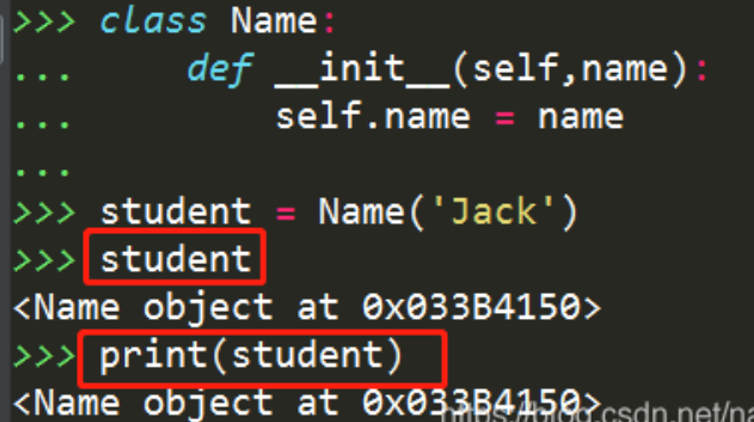 >>> class Name:
...     def __init__(self,name):
...         self.name = name
...
>>> student = Name('Jack')
>>> student
<Name object at 0x033B4150>
>>> print(student)
<Name object at 0x033B4150>
https://blog.csdn.net/na